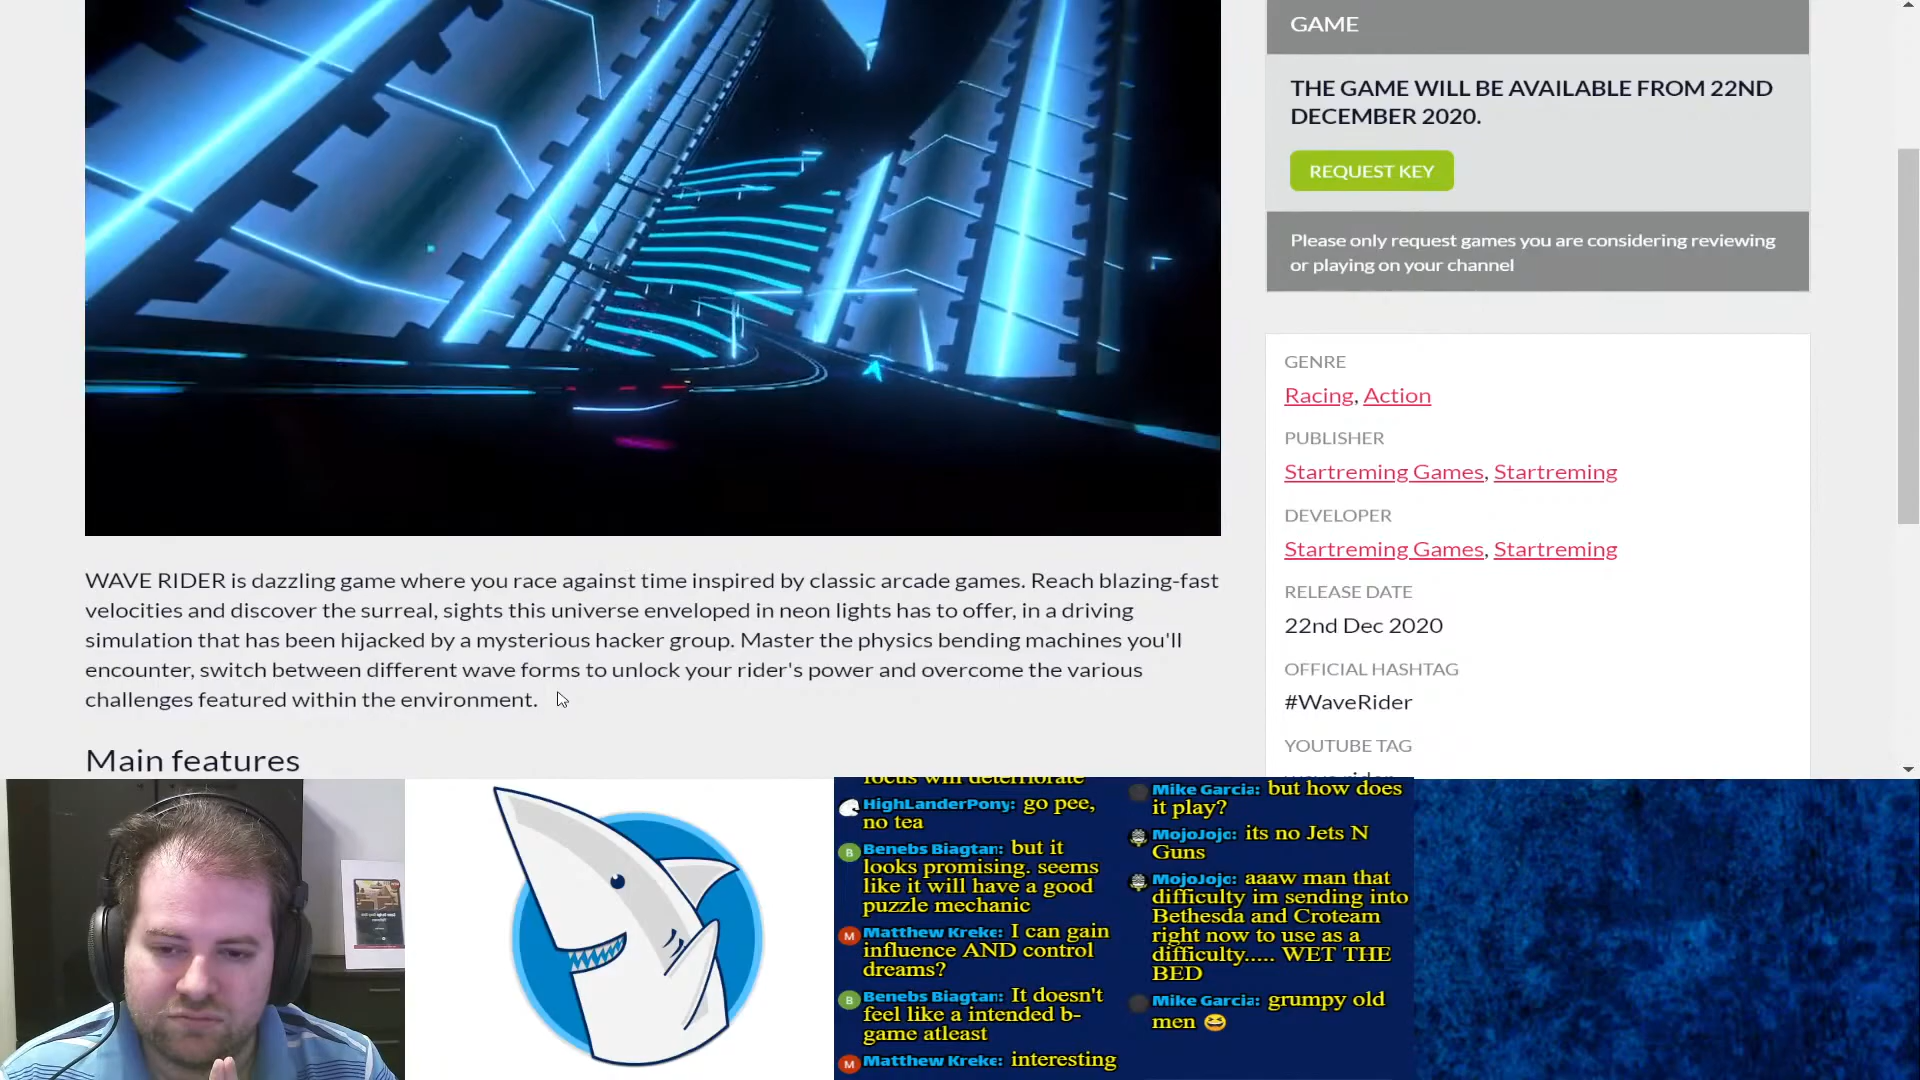 GAME
THE GAME WILL BE AVAILABLE FROM 22ND
DECEMBER 2020.
REQUEST KEY
Please only request games you are considering reviewing
or playing on your channel
GENRE
Racing, Action
PUBLISHER
Startreming Games, Startreming
DEVELOPER
Startreming Games, Startreming
RELEASE DATE
22nd Dec 2020
OFFICIAL HASHTAG
#WaveRider
YOUTUBE TAG
wave rider
WAVE RIDER is dazzling game where you race against time inspired by classic arcade games. Reach blazing-fast
velocities and discover the surreal, sights this universe enveloped in neon lights has to offer, in a driving
simulation that has been hijacked by a mysterious hacker group. Master the physics bending machines you'll
encounter, switch between different wave forms to unlock your rider's power and overcome the various
challenges featured within the environment.
Main features
focus will deteriorate
HighLanderPony: go pee,
no tea
B Benebs Biagtan: but it
looks promising. seems
like it will have a good
puzzle mechanic
M Matthew Kreke: I can gain
influence AND control
dreams?
B Benebs Biagtan: It doesn't
feel like a intended b-
game atleast
M Matthew Kreke: interesting
Mike Garcia: but how does
it play?
MojoJojo: its no Jets N
Guns
MojoJojo: aaaw man that
difficulty im sending into
Bethesda and Croteam
right now to use as a
difficulty..... WET THE
BED
Mike Garcia: grumpy old
men 😆